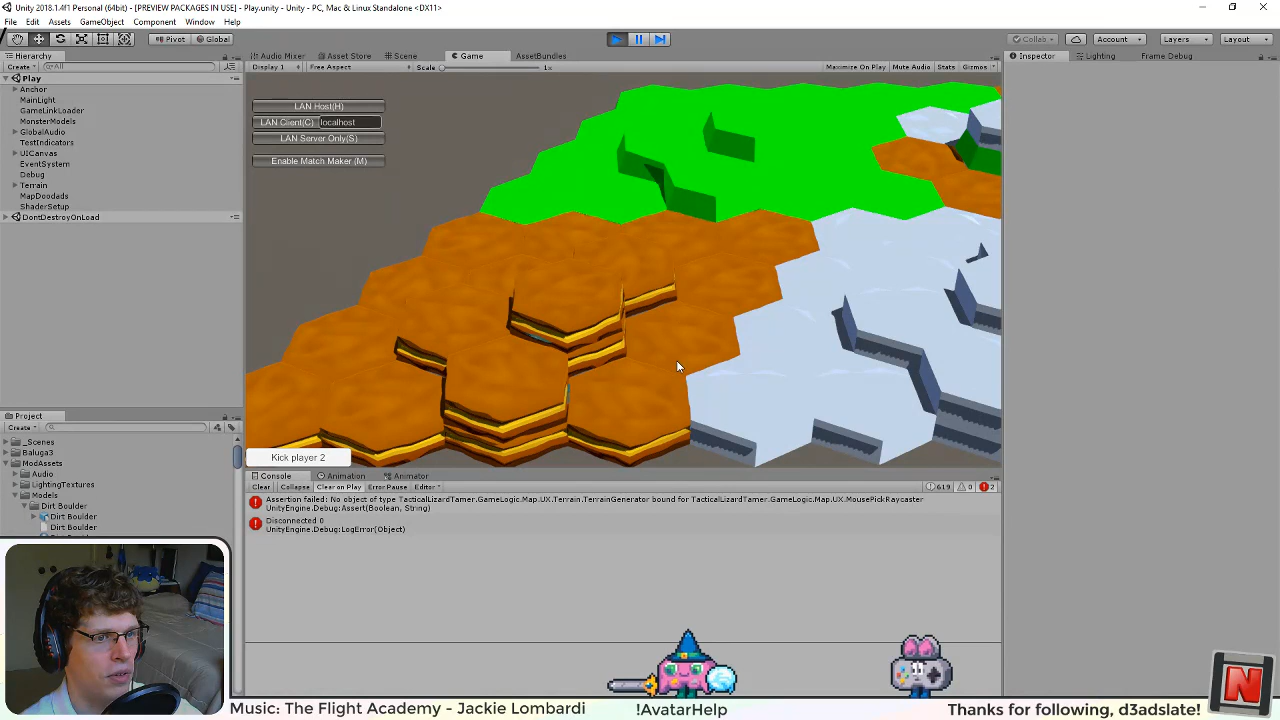 Unity 2018.1.4f1 Personal (64bit) - [PREVIEW PACKAGES IN USE] - Play.unity - Unity - PC, Mac & Linux Standalone <DX11>
File Edit Assets GameObject Component Window Help
Pivot Global Collab Account Layers Layout
Hierarchy Audio Mixer Asset Store Scene Game AssetBundles Inspector Lighting Frame Debug
Create All Display 1 Free Aspect Scale 1x Maximize On Play Mute Audio Stats Gizmos
Play
Anchor
MainLight
GameLinkLoader
MonsterModels
GlobalAudio
TestIndicators
UICanvas
EventSystem
Debug
Terrain
MapDoodads
ShaderSetup
DontDestroyOnLoad
LAN Host(H)
LAN Client(C) localhost
LAN Server Only(S)
Enable Match Maker (M)
Kick player 2
Project
Create
_Scenes
Baluga3
ModAssets
Audio
LightingTextures
Models
Dirt Boulder
Dirt Boulder
Dirt Boulder
Console Animation Animator
Clear Collapse Clear on Play Error Pause Editor 619 0 2
Assertion failed: No object of type TacticalLizardTamer.GameLogic.Map.UX.Terrain.TerrainGenerator bound for TacticalLizardTamer.GameLogic.Map.UX.MousePickRaycaster
UnityEngine.Debug:Assert(Boolean, String)
Disconnected 0
UnityEngine.Debug:LogError(Object)
N
Music: The Flight Academy - Jackie Lombardi !AvatarHelp Thanks for following, d3adslate!